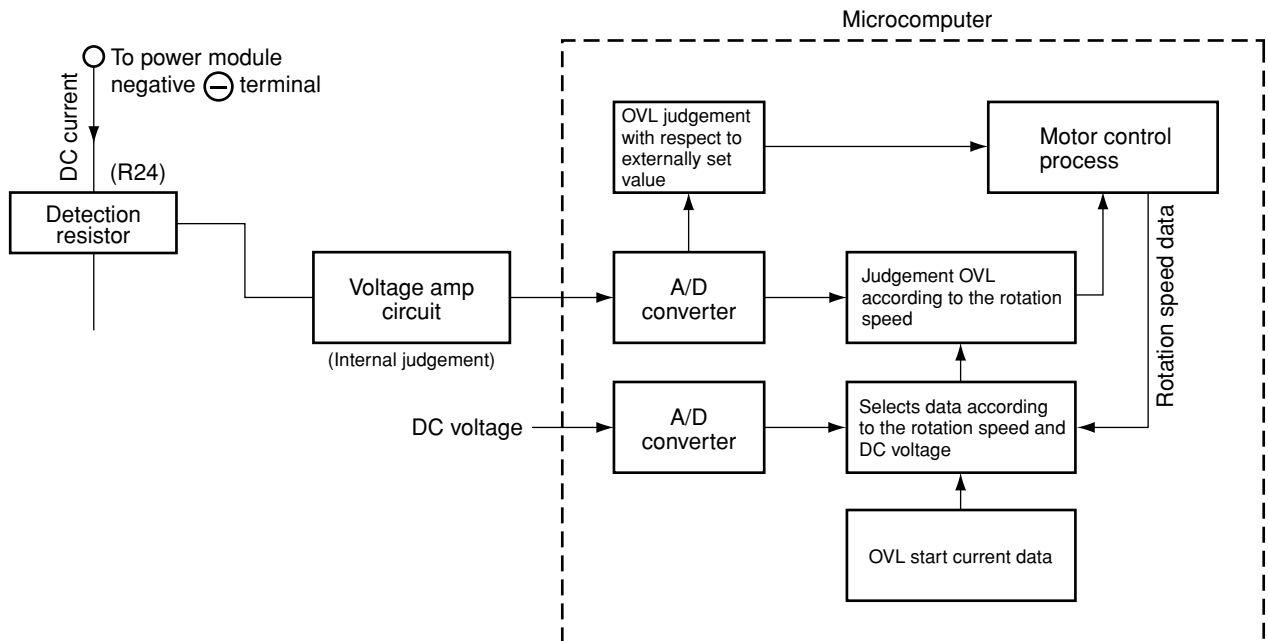 Microcomputer
To power module
negative ⊖ terminal
DC current
(R24)
Detection
resistor
Voltage amp
circuit
(Internal judgement)
OVL judgement
with respect to
externally set
value
Motor control
process
A/D
converter
Judgement OVL
according to the rotation
speed
Rotation speed data
DC voltage
A/D
converter
Selects data according
to the rotation speed and
DC voltage
OVL start current data